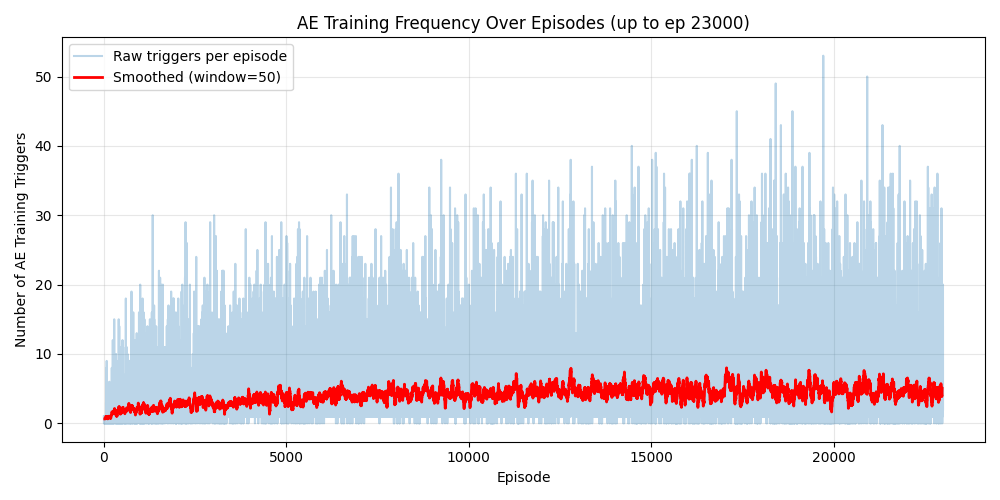 AE Training Frequency Over Episodes (up to ep 23000)
Raw triggers per episode
Smoothed (window=50)
Number of AE Training Triggers
50
40
30
20
10
0
0 5000 10000 15000 20000
Episode